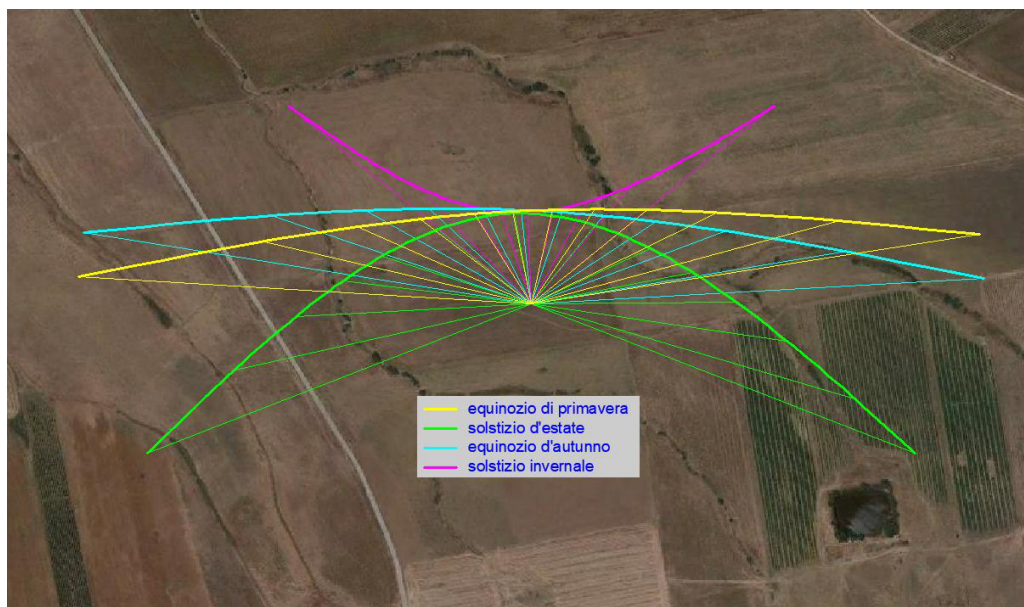 equinozio di primavera
solstizio d'estate
equinozio d'autunno
solstizio invernale